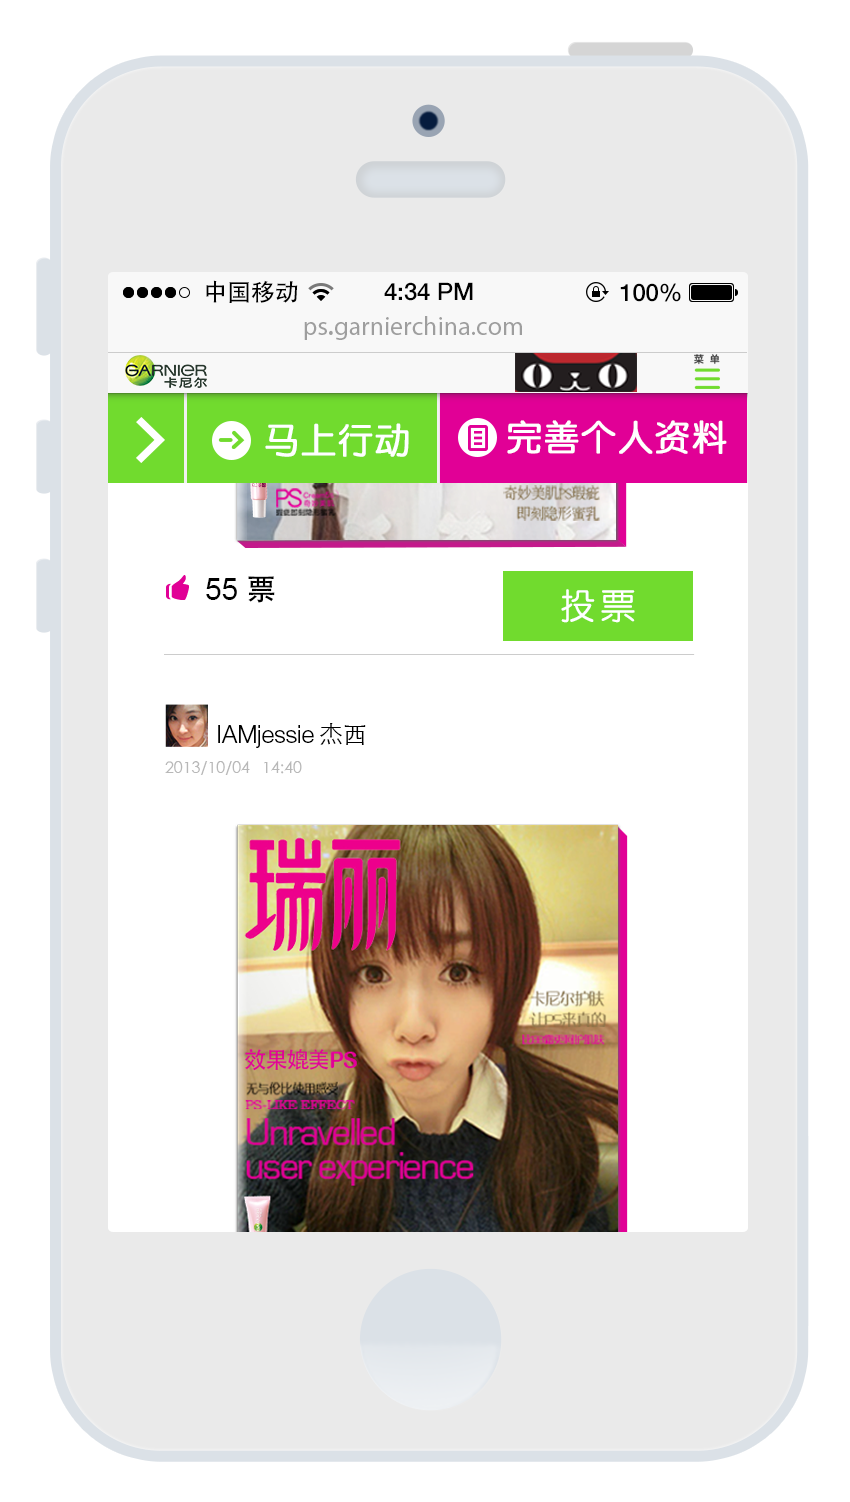 中国移动 4:34 PM 100%
ps.garnierchina.com
GARNIER
卡尼尔
菜单
马上行动 完善个人资料
PS
奇妙美肌PS瑕疵
即刻隐形蜜乳
55 票
投票
IAMjessie 杰西
2013/10/04 14:40
瑞丽
卡尼尔护肤
让PS来真的
效果媲美PS
无与伦比使用感受
PS-LIKE EFFECT
Unravelled
user experience